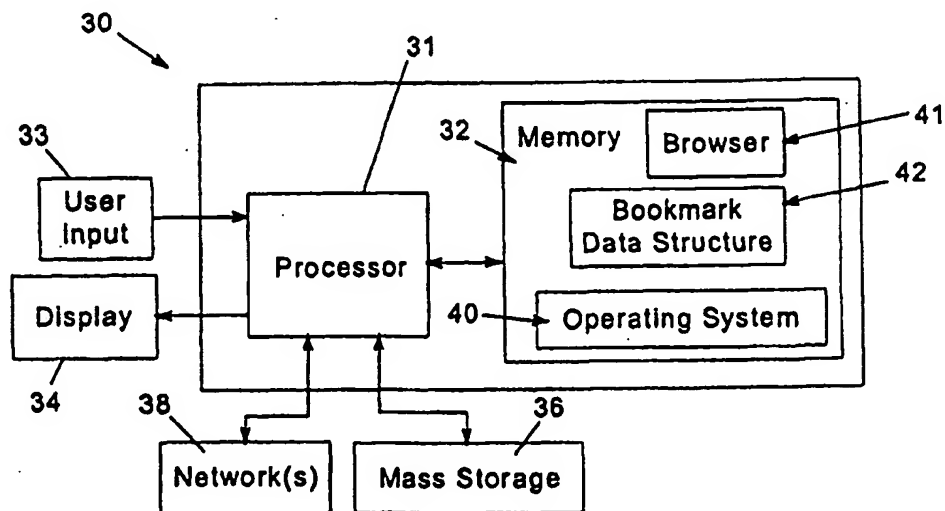 30
31
33
User
Input
Display
34
Processor
32
Memory
Browser
41
42
Bookmark
Data Structure
40
Operating System
38
36
Network(s)
Mass Storage